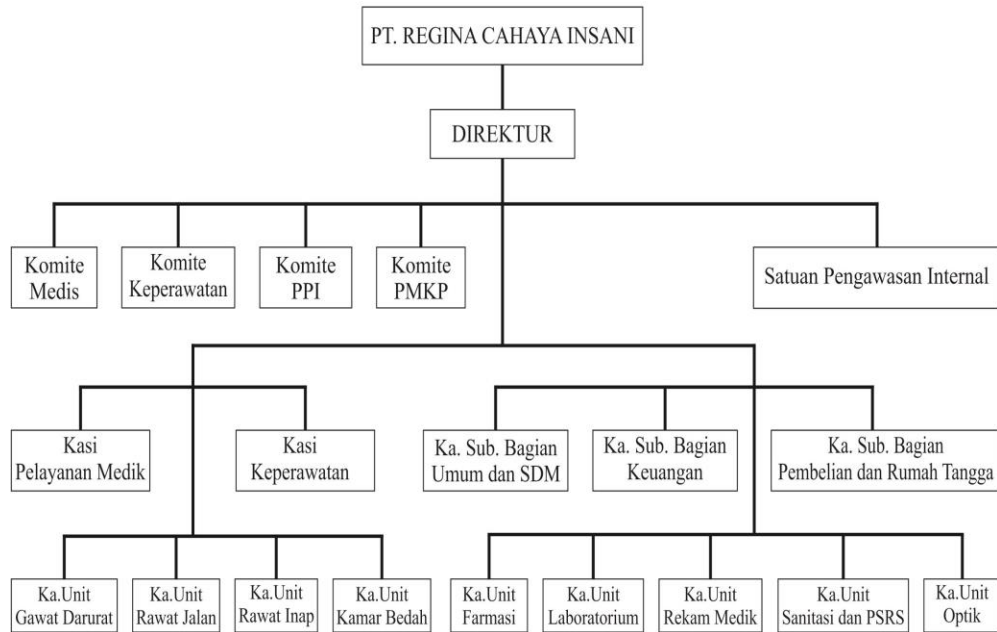 PT. REGINA CAHAYA INSANI
DIREKTUR
Komite
Medis
Komite
Keperawatan
Komite
PPI
Komite
PMKP
Satuan Pengawasan Internal
Kasi
Pelayanan Medik
Kasi
Keperawatan
Ka. Sub. Bagian
Umum dan SDM
Ka. Sub. Bagian
Keuangan
Ka. Sub. Bagian
Pembelian dan Rumah Tangga
Ka.Unit
Gawat Darurat
Ka.Unit
Rawat Jalan
Ka.Unit
Rawat Inap
Ka.Unit
Kamar Bedah
Ka.Unit
Farmasi
Ka.Unit
Laboratorium
Ka.Unit
Rekam Medik
Ka.Unit
Sanitasi dan PSRS
Ka.Unit
Optik